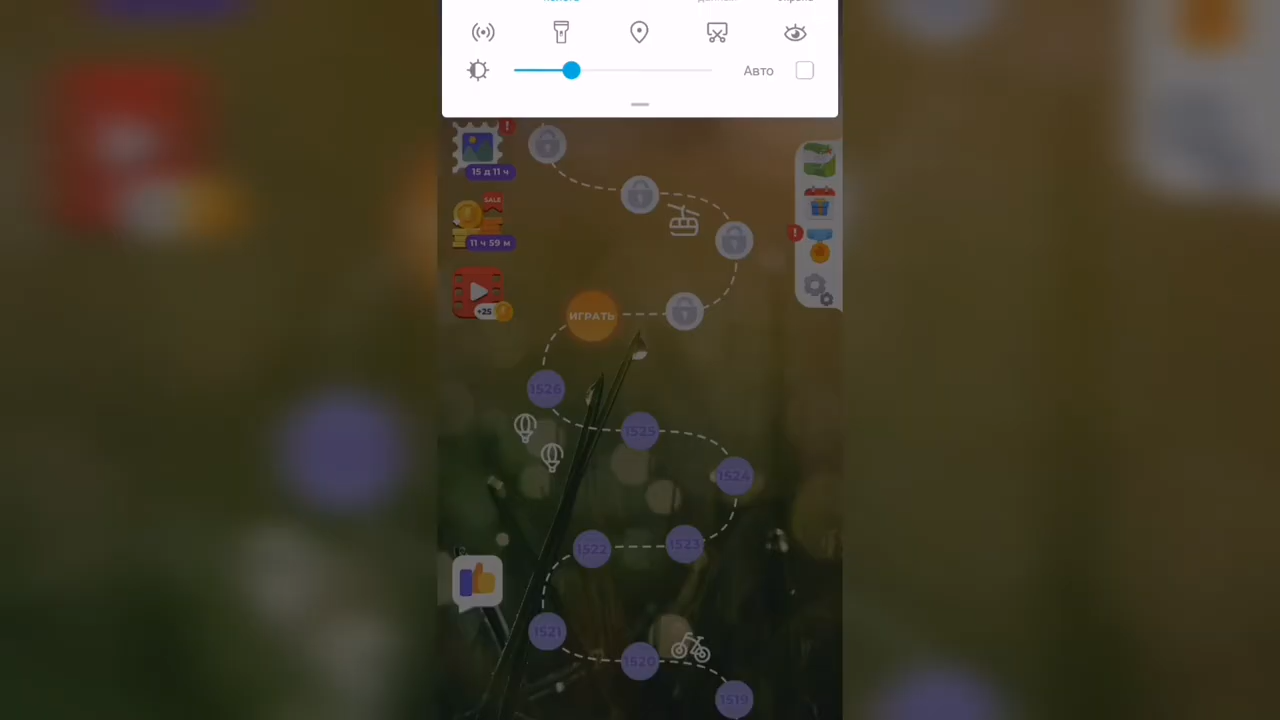 Авто
15 д 11 ч
SALE
11 ч 59 м
+25
ИГРАТЬ
1526
1525
1524
1523
1522
1521
1520
1519